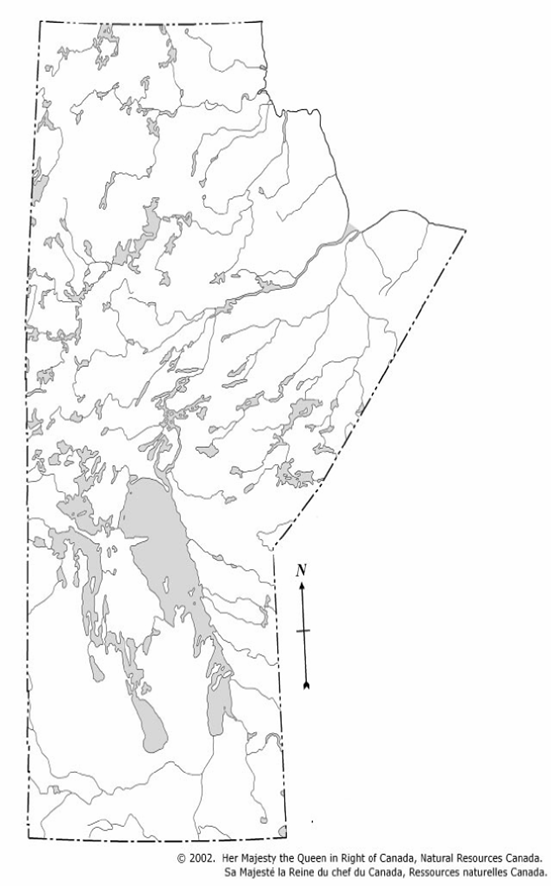 N
© 2002. Her Majesty the Queen in Right of Canada, Natural Resources Canada.
Sa Majesté la Reine du chef du Canada, Ressources naturelles Canada.